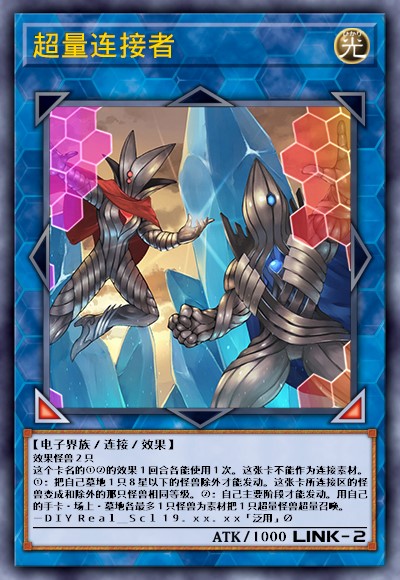 超量连接者
光
【电子界族／连接／效果】
效果怪兽２只
这个卡名的①②的效果１回合各能使用１次。这张卡不能作为连接素材。
①：把自己墓地１只８星以下的怪兽除外才能发动。这张卡所连接区的怪
兽变成和除外的那只怪兽相同等级。②：自己主要阶段才能发动。用自己
的手卡·场上·墓地各最多１只怪兽为素材把１只超量怪兽超量召唤。
－ＤＩＹＲｅａｌ＿Ｓｃｌ１９．ｘｘ．ｘｘ「泛用」∅
ATK/1000 LINK-2